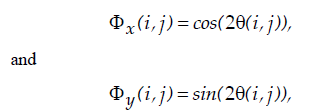 Φx(i,j)=cos(2θ(i,j)),
and
Φy(i,j)=sin(2θ(i,j)),